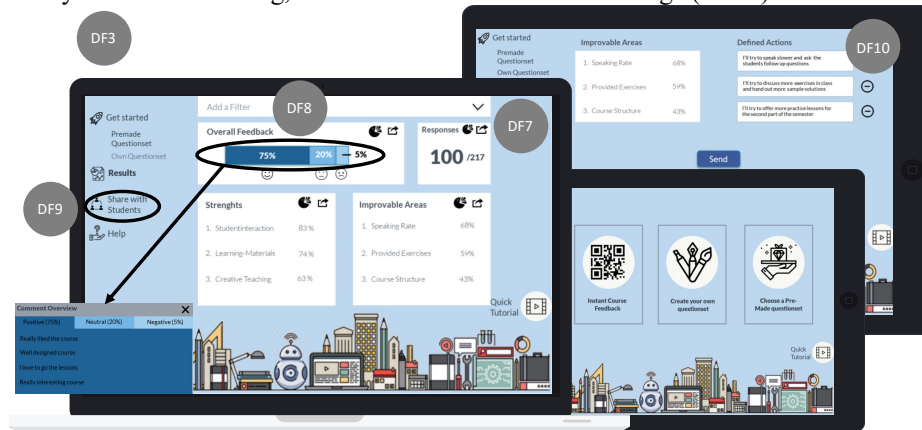 DF3
DF8
DF7
DF9
DF10
Get started
Premade
Questionset
Own Questionset
Results
Share with
Students
Help
Add a Filter
Overall Feedback
75%
20%
5%
Responses
100 /217
Strenghts
1. Studentinteraction 83 %
2. Learning-Materials 74 %
3. Creative Teaching 63 %
Improvable Areas
1. Speaking Rate 68%
2. Provided Exercises 59%
3. Course Structure 43%
Quick
Tutorial
Comment Overview X
Positive (75%) Neutral (20%) Negative (5%)
Really liked the course
Well designed course
I love to go the lessons
Really interesting course
Get started
Premade
Questionset
Own Questionset
Improvable Areas
1. Speaking Rate 68%
2. Provided Exercises 59%
3. Course Structure 43%
Defined Actions
I'll try to speak slower and ask the
students follow up questions
I'll try to discuss more exercises in class
and hand out more sample solutions
I'll try to offer more practice lessons for
the second part of the semester
Send
Instant Course
Feedback
Create your own
questionset
Choose a Pre-
Made questionset
Quick
Tutorial